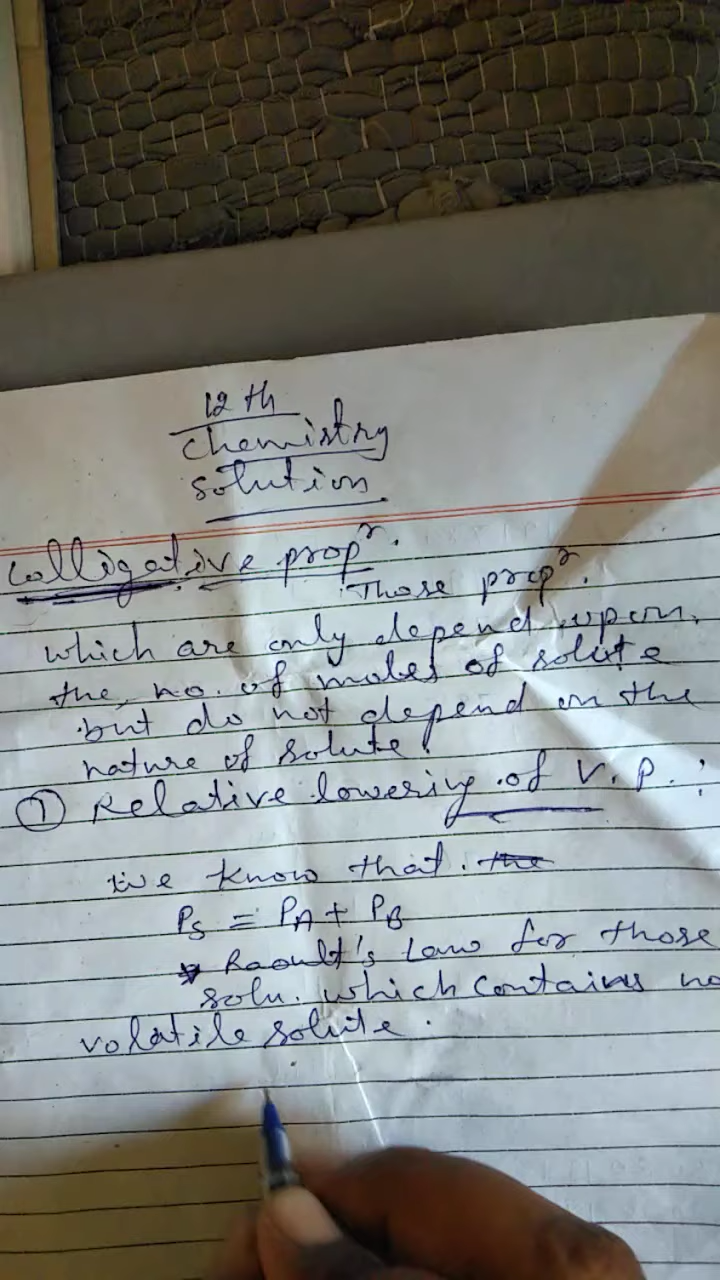 12 th
chemistry
solution
Colligative propr.
Those propr.
which are only depend upon
the no. of moles of solute
but do not depend on the
nature of solute.
① Relative lowering of V.P. :
we know that. the
PS = PA + PB
Raoult's Law for those
solu. which contains no
volatile solute.